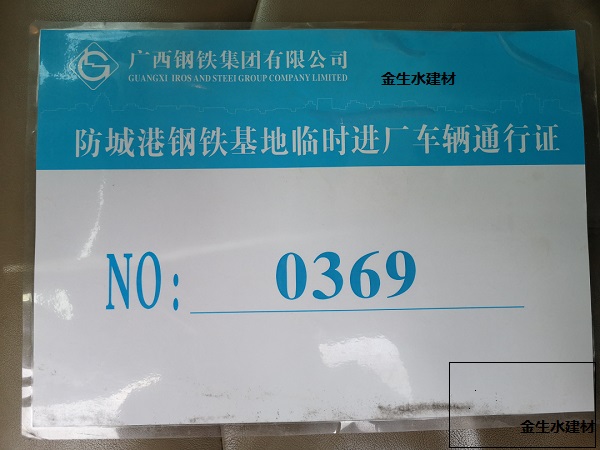 广西钢铁集团有限公司
GUANGXI IROS AND STEEI GROUP COMPANY LIMITED
金生水建材
防城港钢铁基地临时进厂车辆通行证
NO: 0369
金生水建材